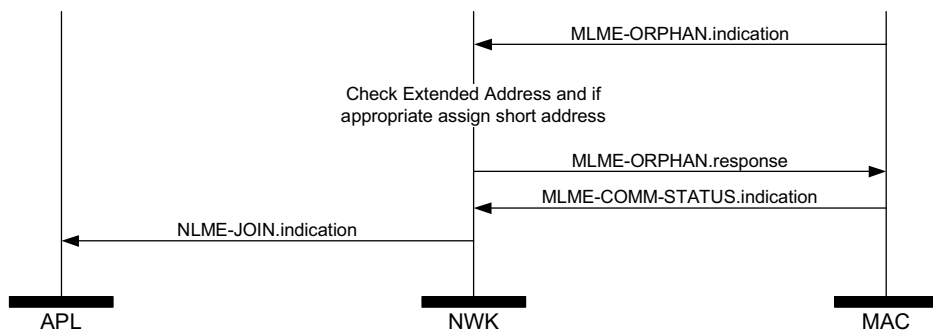 MLME-ORPHAN.indication
Check Extended Address and if
appropriate assign short address
MLME-ORPHAN.response
MLME-COMM-STATUS.indication
NLME-JOIN.indication
APL
NWK
MAC